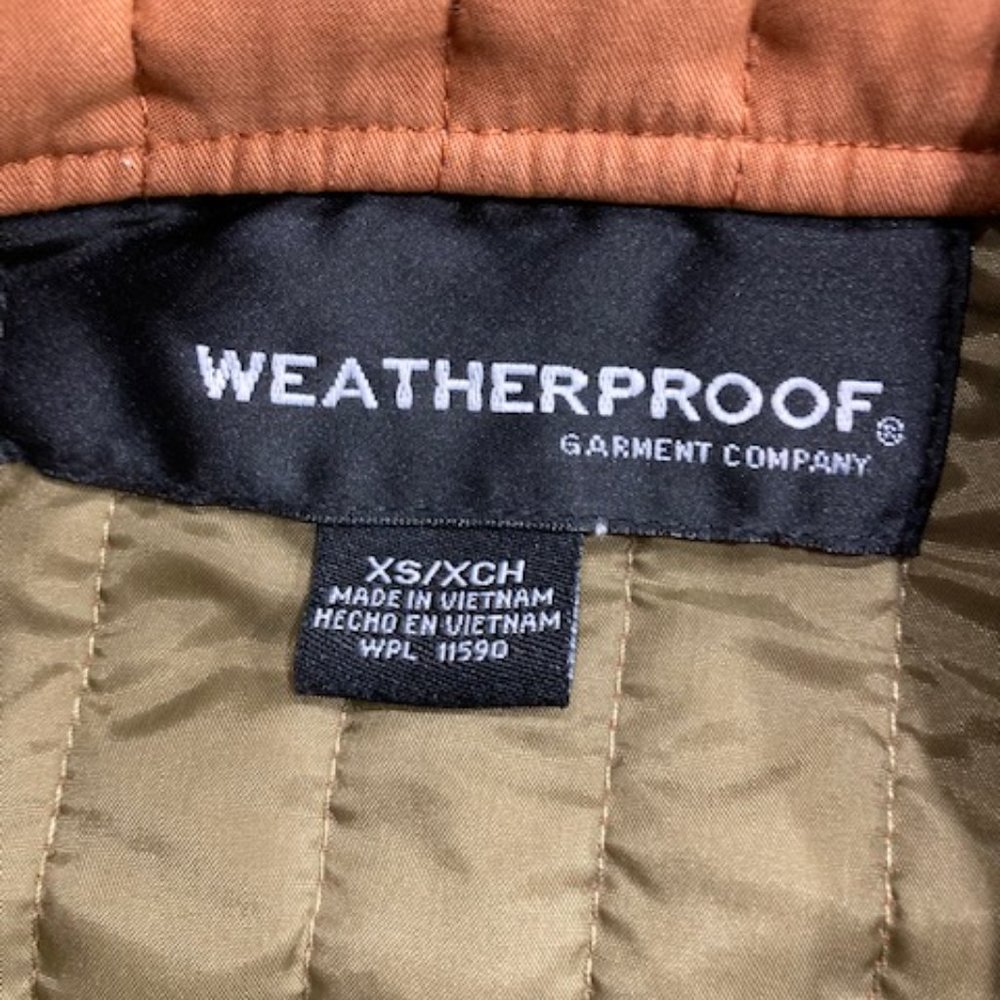 WEATHERPROOF®
GARMENT COMPANY
XS/XCH
MADE IN VIETNAM
HECHO EN VIETNAM
WPL 11590